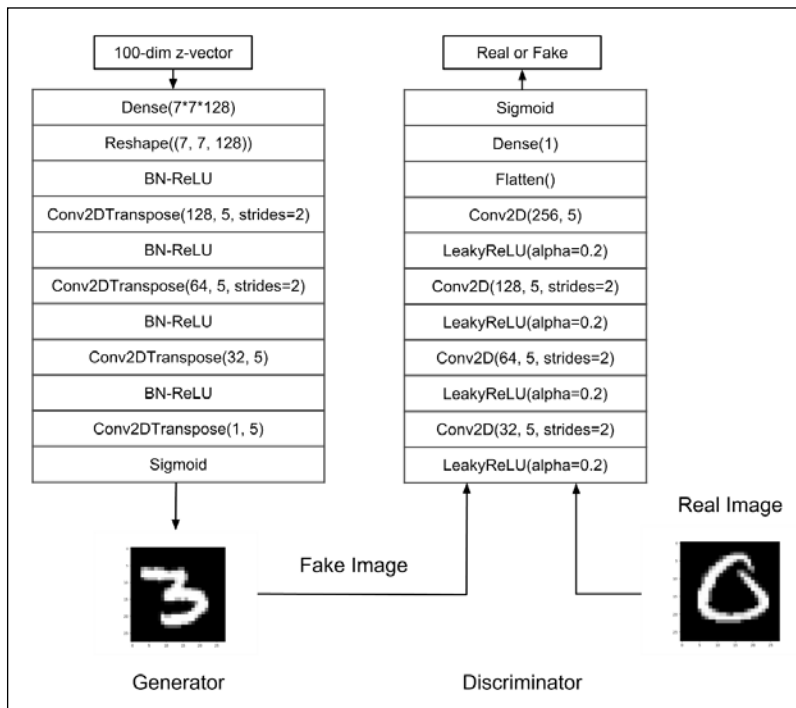 100-dim z-vector
Dense(7*7*128)
Reshape((7, 7, 128))
BN-ReLU
Conv2DTranspose(128, 5, strides=2)
BN-ReLU
Conv2DTranspose(64, 5, strides=2)
BN-ReLU
Conv2DTranspose(32, 5)
BN-ReLU
Conv2DTranspose(1, 5)
Sigmoid
Generator
Fake Image
Real or Fake
Sigmoid
Dense(1)
Flatten()
Conv2D(256, 5)
LeakyReLU(alpha=0.2)
Conv2D(128, 5, strides=2)
LeakyReLU(alpha=0.2)
Conv2D(64, 5, strides=2)
LeakyReLU(alpha=0.2)
Conv2D(32, 5, strides=2)
LeakyReLU(alpha=0.2)
Real Image
Discriminator